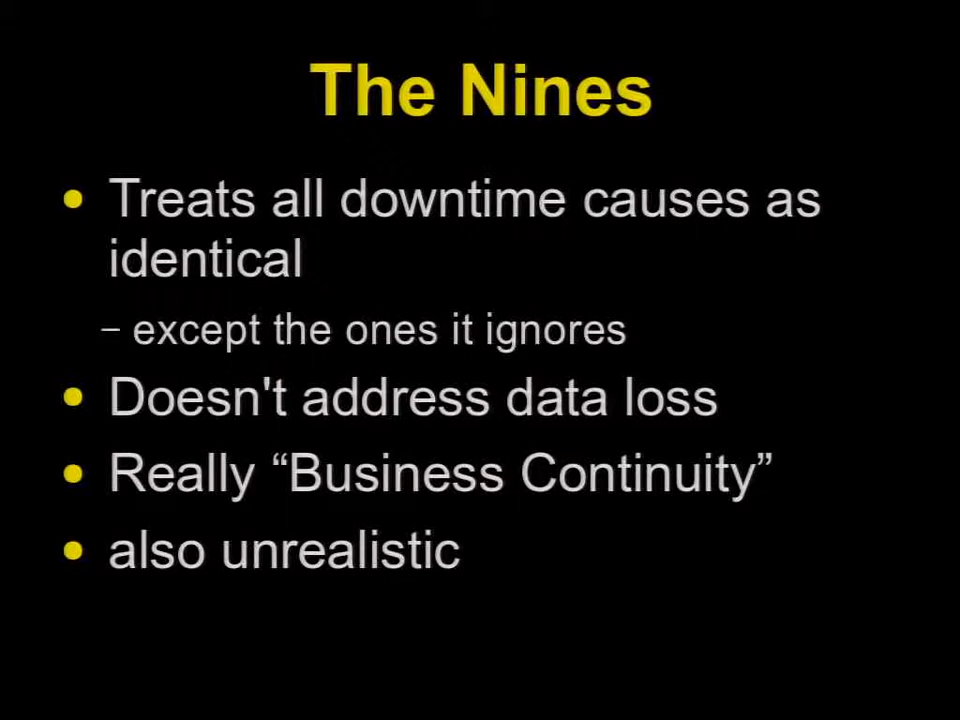 The Nines
• Treats all downtime causes as
identical
– except the ones it ignores
• Doesn't address data loss
• Really “Business Continuity”
• also unrealistic